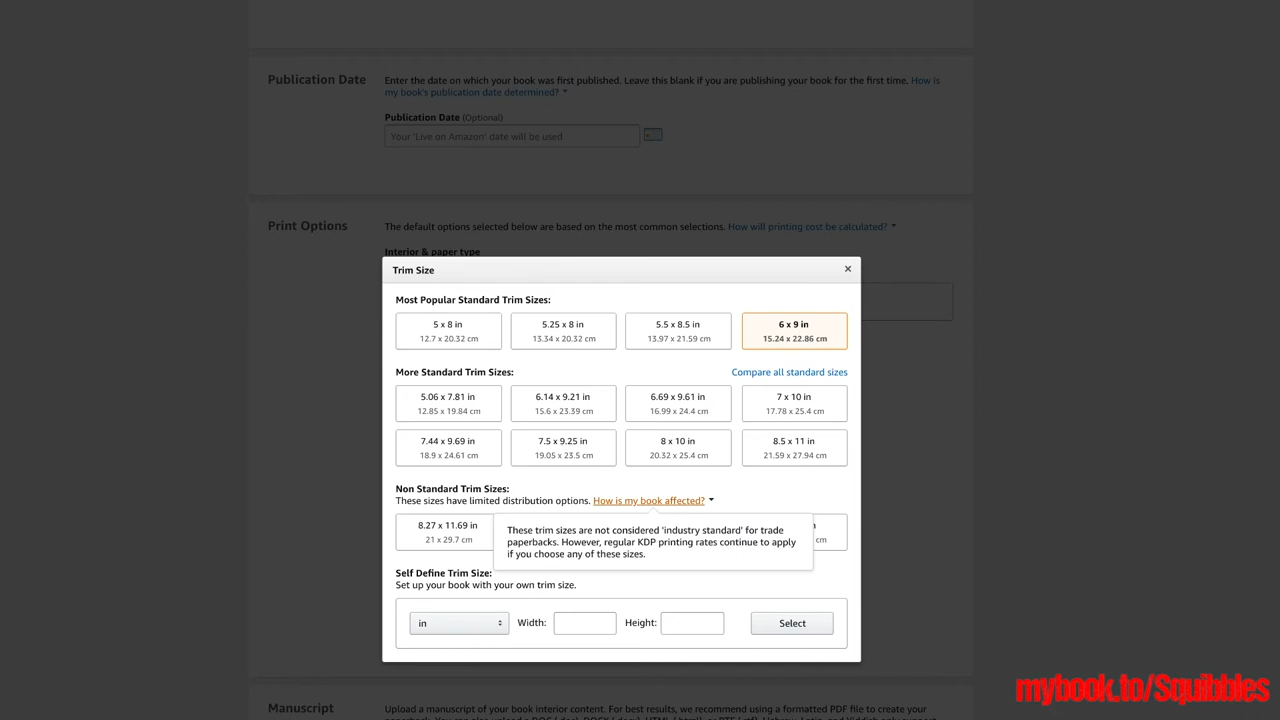 Publication Date
Enter the date on which your book was first published. Leave this blank if you are publishing your book for the first time. How is
my book's publication date determined?
Publication Date (Optional)
Your 'Live on Amazon' date will be used
Print Options
The default options selected below are based on the most common selections. How will printing cost be calculated?
Interior & paper type
Trim Size
×
Most Popular Standard Trim Sizes:
5 x 8 in
12.7 x 20.32 cm
5.25 x 8 in
13.34 x 20.32 cm
5.5 x 8.5 in
13.97 x 21.59 cm
6 x 9 in
15.24 x 22.86 cm
More Standard Trim Sizes:
Compare all standard sizes
5.06 x 7.81 in
12.85 x 19.84 cm
6.14 x 9.21 in
15.6 x 23.39 cm
6.69 x 9.61 in
16.99 x 24.4 cm
7 x 10 in
17.78 x 25.4 cm
7.44 x 9.69 in
18.9 x 24.61 cm
7.5 x 9.25 in
19.05 x 23.5 cm
8 x 10 in
20.32 x 25.4 cm
8.5 x 11 in
21.59 x 27.94 cm
Non Standard Trim Sizes:
These sizes have limited distribution options. How is my book affected?
8.27 x 11.69 in
21 x 29.7 cm
cm
These trim sizes are not considered 'industry standard' for trade
paperbacks. However, regular KDP printing rates continue to apply
if you choose any of these sizes.
Self Define Trim Size:
Set up your book with your own trim size.
in
Width:
Height:
Select
Manuscript
Upload a manuscript of your book interior content. For best results, we recommend using a formatted PDF file to create your
mybook.to/Squibbles